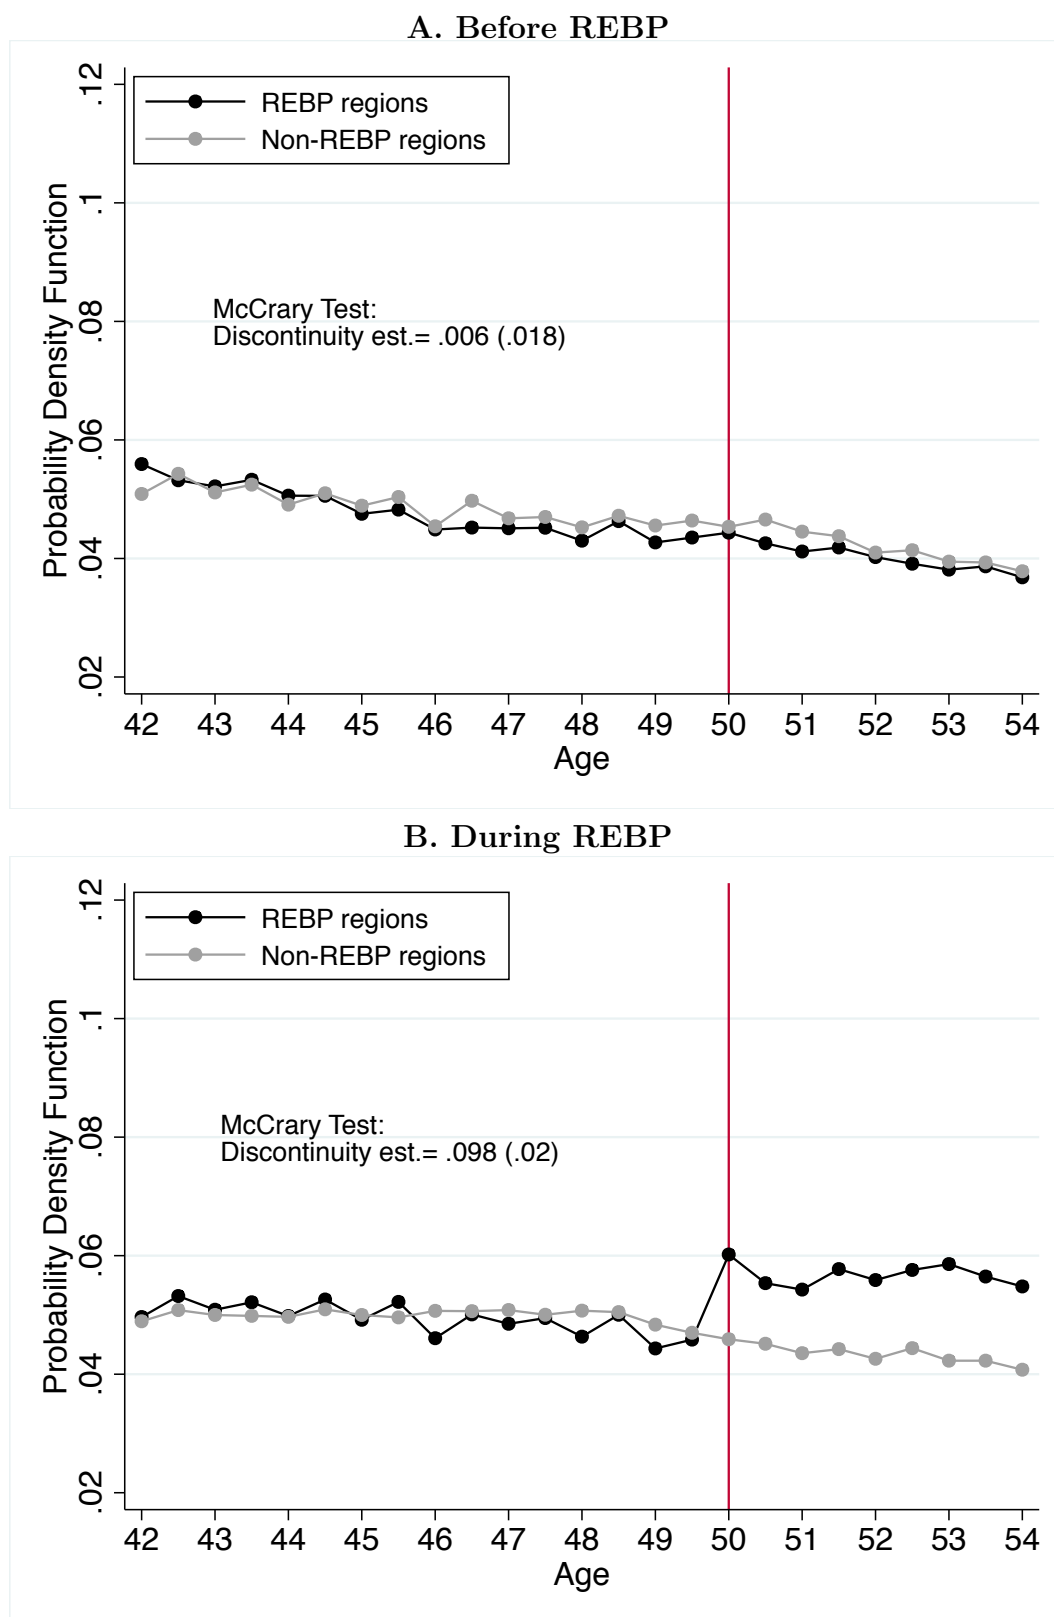 A. Before REBP
.12
REBP regions
Non-REBP regions
.1
Probability Density Function
McCrary Test:
.08
Discontinuity est.= .006 (.018)
.06
.04
.02
42 43 44 45 46 47 48 49 50 51 52 53 54
Age
B. During REBP
.12
REBP regions
Non-REBP regions
.1
Probability Density Function
McCrary Test:
.08
Discontinuity est.= .098 (.02)
.06
.04
.02
42 43 44 45 46 47 48 49 50 51 52 53 54
Age